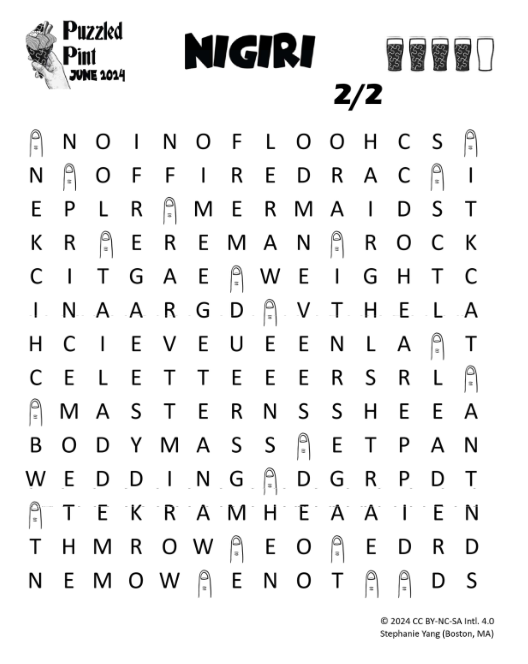 Puzzled
Pint
JUNE 2024
NIGIRI
2/2
N O I N O F L O O H C S
N O F F I R E D R A C I
E P L R M E R M A I D S T
K R E R E M A N R O C K
C I T G A E W E I G H T C
I N A A R G D V T H E L A
H C I E V E U E E N L A T
C E L E T T E E E R S R L
M A S T E R N S S H E E A
B O D Y M A S S E T P A N
W E D D I N G D G R P D T
T E K R A M H E A A I E N
T H M R O W E O E D R D
N E M O W E N O T D S
© 2024 CC BY-NC-SA Intl. 4.0
Stephanie Yang (Boston, MA)